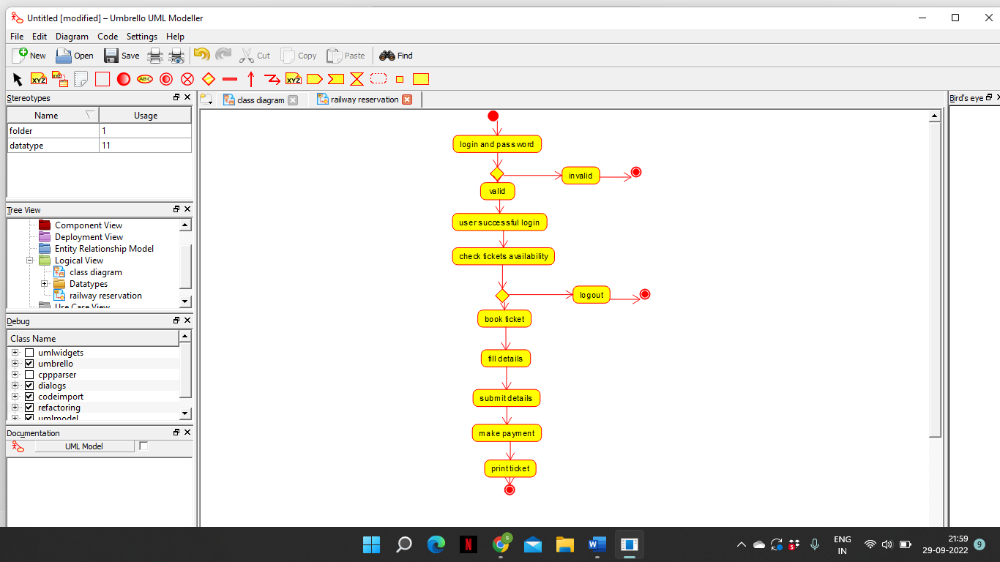 Untitled [modified] – Umbrello UML Modeller
File Edit Diagram Code Settings Help
New Open Save Cut Copy Paste Find
XYZ XYZ ABC XYZ
Stereotypes
Name Usage
folder 1
datatype 11
Tree View
Component View
Deployment View
Entity Relationship Model
Logical View
class diagram
Datatypes
railway reservation
Use Case View
Debug
Class Name
umlwidgets
umbrello
cppparser
dialogs
codeimport
refactoring
umlmodel
Documentation
UML Model
class diagram railway reservation
login and password
invalid
valid
user successful login
check tickets availability
logout
book ticket
fill details
submit details
make payment
print ticket
Bird's eye
N S W S
ENG
IN
21:59
29-09-2022
9